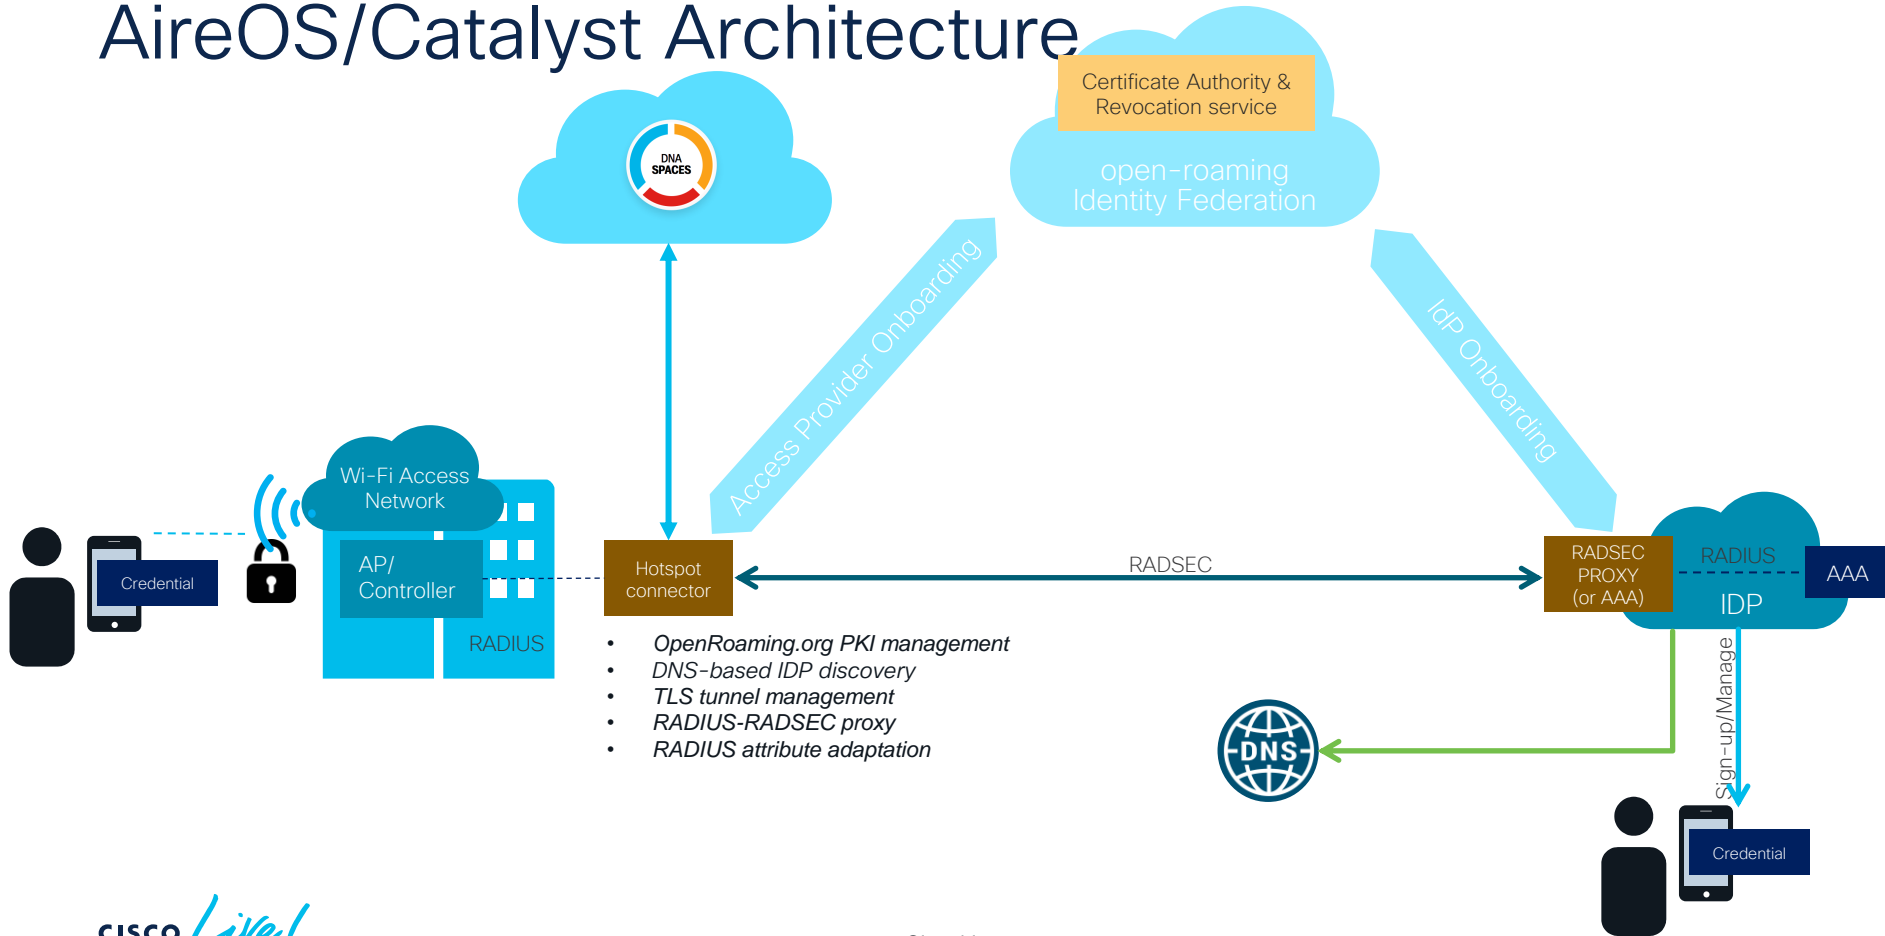 AireOS/Catalyst Architecture
Certificate Authority &
Revocation service
DNA
SPACES
open-roaming
Identity Federation
Access Provider Onboarding
IdP Onboarding
Wi-Fi Access
Network
Credential
AP/
Controller
RADIUS
Hotspot
connector
RADSEC
RADSEC
PROXY
(or AAA)
RADIUS
IDP
AAA
• OpenRoaming.org PKI management
• DNS-based IDP discovery
• TLS tunnel management
• RADIUS-RADSEC proxy
• RADIUS attribute adaptation
DNS
Sign-up/Manage
Credential
cisco Live!